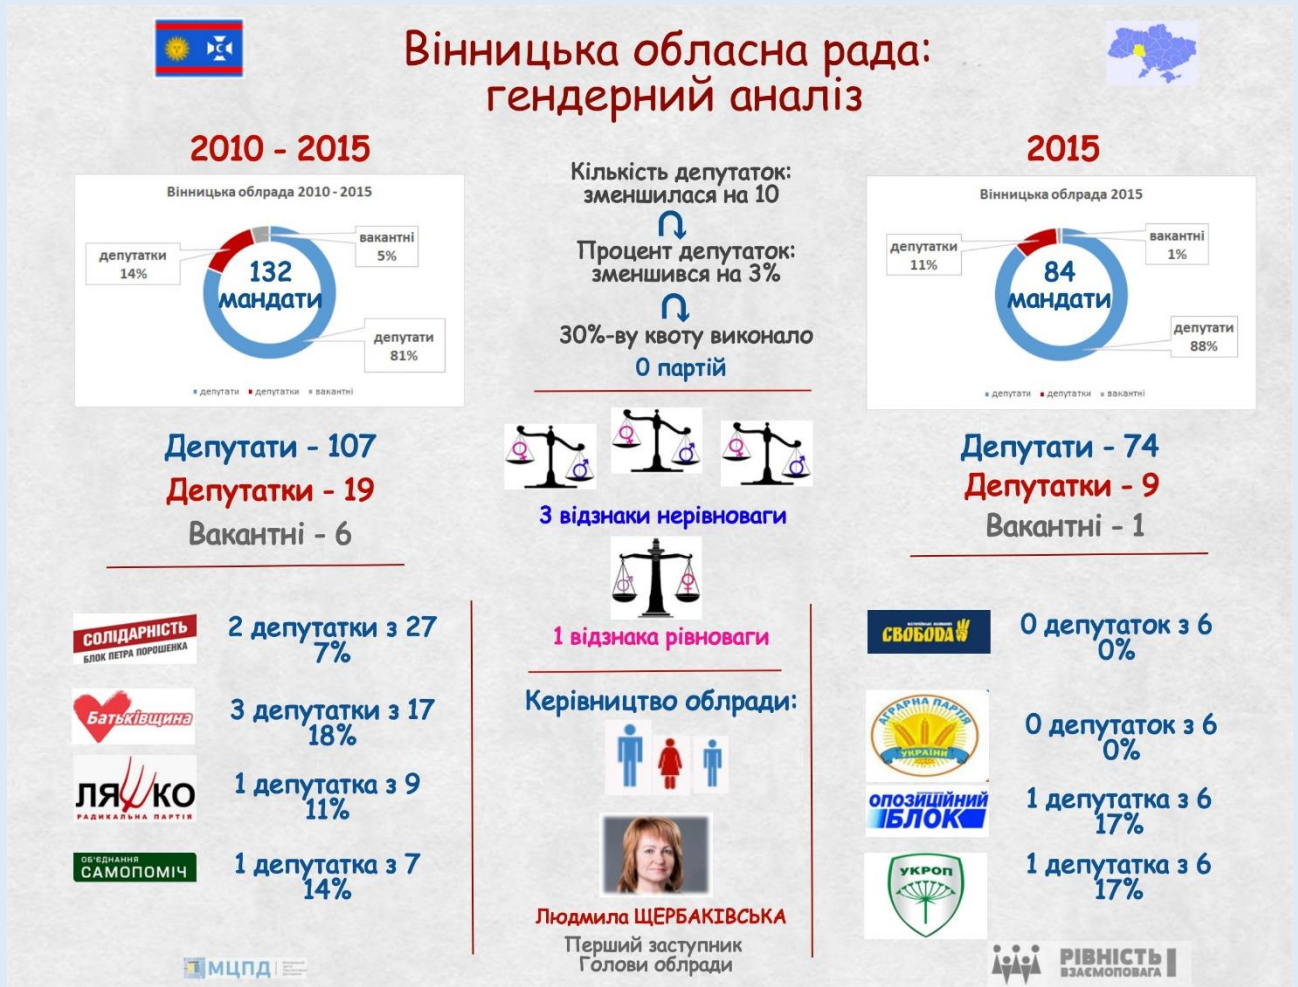 Вінницька обласна рада:
гендерний аналіз
2010 - 2015
Вінницька облрада 2010 - 2015
депутатки
14%
вакантні
5%
132
мандати
депутати
81%
депутати депутатки вакантні
Депутати - 107
Депутатки - 19
Вакантні - 6
Кількість депутаток:
зменшилася на 10
Процент депутаток:
зменшився на 3%
30%-ву квоту виконало
0 партій
3 відзнаки нерівноваги
1 відзнака рівноваги
2015
Вінницька облрада 2015
депутатки
11%
вакантні
1%
84
мандати
депутати
88%
депутати депутатки вакантні
Депутати - 74
Депутатки - 9
Вакантні - 1
СОЛІДАРНІСТЬ
БЛОК ПЕТРА ПОРОШЕНКА
2 депутатки з 27
7%
Батьківщина
3 депутатки з 17
18%
ЛЯШКО
РАДИКАЛЬНА ПАРТІЯ
1 депутатка з 9
11%
ОБ'ЄДНАННЯ
САМОПОМІЧ
1 депутатка з 7
14%
Керівництво облради:
Людмила ЩЕРБАКІВСЬКА
Перший заступник
Голови облради
СВОБОДА
0 депутаток з 6
0%
АГРАРНА ПАРТІЯ
УКРАЇНИ
0 депутаток з 6
0%
ОПОЗИЦІЙНИЙ
БЛОК
1 депутатка з 6
17%
УКРОП
1 депутатка з 6
17%
МЦПД
РІВНІСТЬ
ВЗАЄМОПОВАГА